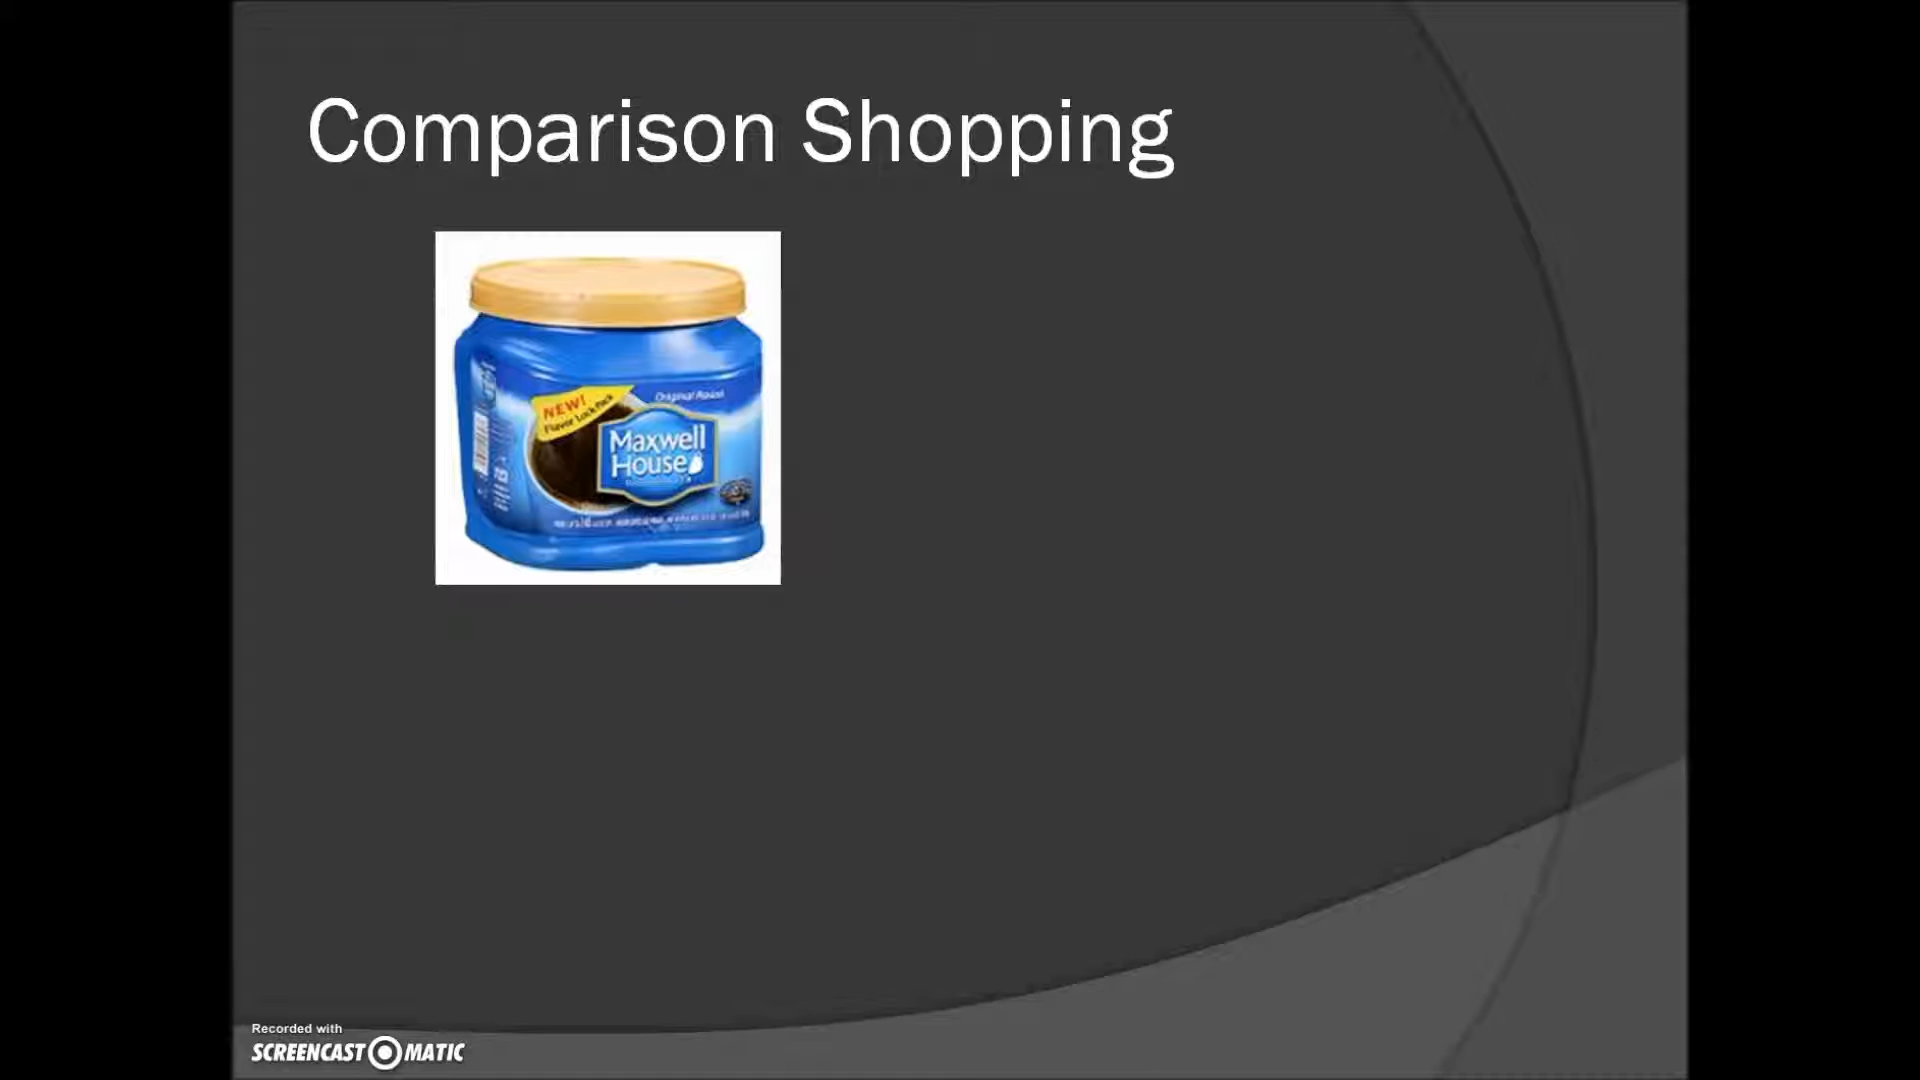 Comparison Shopping
Original Roast
NEW!
Flavor Lock Pack
Maxwell
House
Recorded with
SCREENCAST MATIC